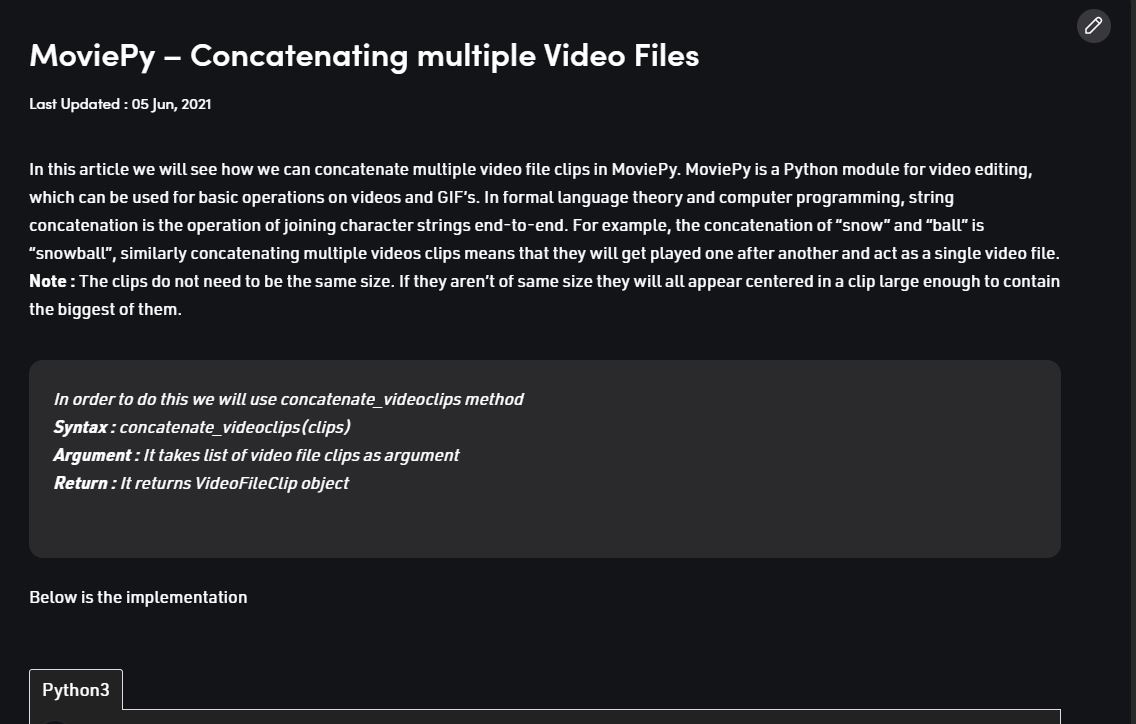 MoviePy – Concatenating multiple Video Files
Last Updated : 05 Jun, 2021
In this article we will see how we can concatenate multiple video file clips in MoviePy. MoviePy is a Python module for video editing,
which can be used for basic operations on videos and GIF’s. In formal language theory and computer programming, string
concatenation is the operation of joining character strings end-to-end. For example, the concatenation of “snow” and “ball” is
“snowball”, similarly concatenating multiple videos clips means that they will get played one after another and act as a single video file.
Note : The clips do not need to be the same size. If they aren’t of same size they will all appear centered in a clip large enough to contain
the biggest of them.
In order to do this we will use concatenate_videoclips method
Syntax : concatenate_videoclips(clips)
Argument : It takes list of video file clips as argument
Return : It returns VideoFileClip object
Below is the implementation
Python3